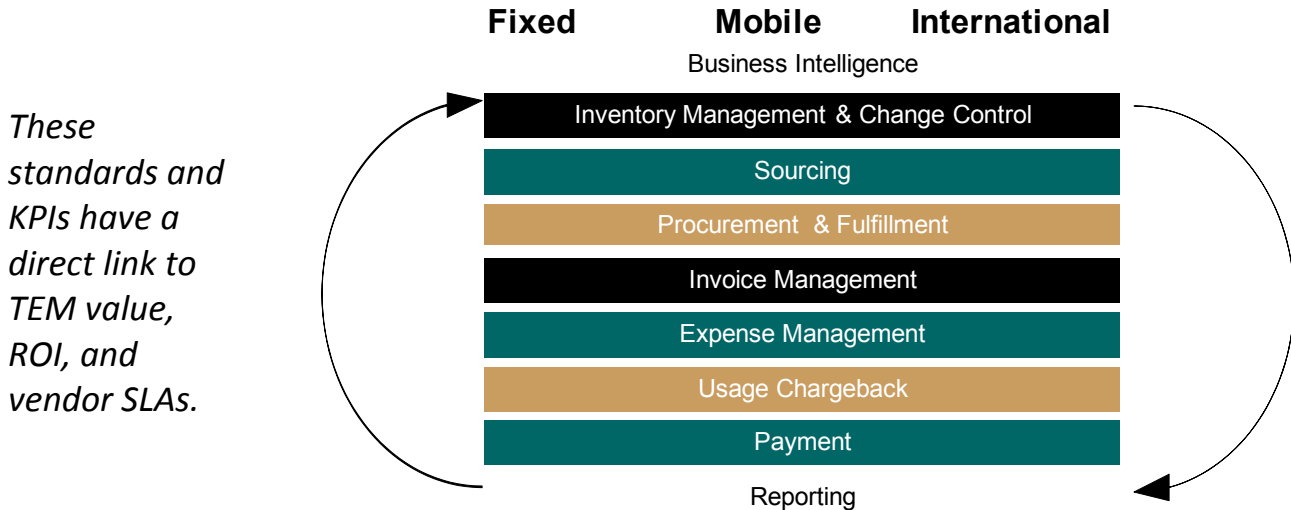 Fixed Mobile International
Business Intelligence
These
standards and
KPIs have a
direct link to
TEM value,
ROI, and
vendor SLAs.
Inventory Management & Change Control
Sourcing
Procurement & Fulfillment
Invoice Management
Expense Management
Usage Chargeback
Payment
Reporting